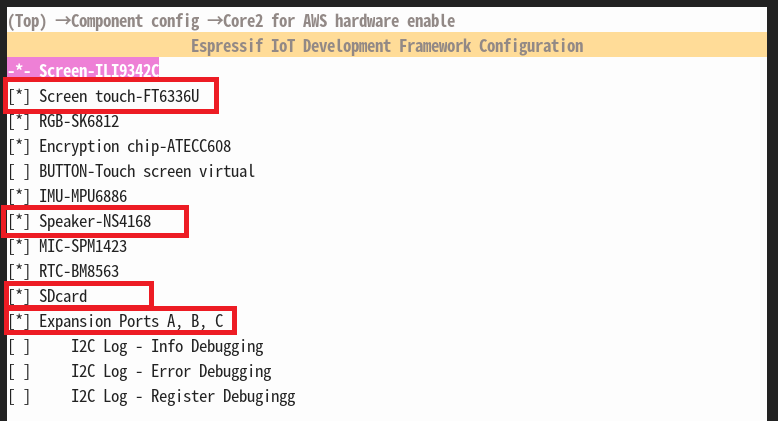 (Top) →Component config →Core2 for AWS hardware enable
Espressif IoT Development Framework Configuration
-*- Screen-ILI9342C
[*] Screen touch-FT6336U
[*] RGB-SK6812
[*] Encryption chip-ATECC608
[ ] BUTTON-Touch screen virtual
[*] IMU-MPU6886
[*] Speaker-NS4168
[*] MIC-SPM1423
[*] RTC-BM8563
[*] SDcard
[*] Expansion Ports A, B, C
[ ]     I2C Log - Info Debugging
[ ]     I2C Log - Error Debugging
[ ]     I2C Log - Register Debugingg